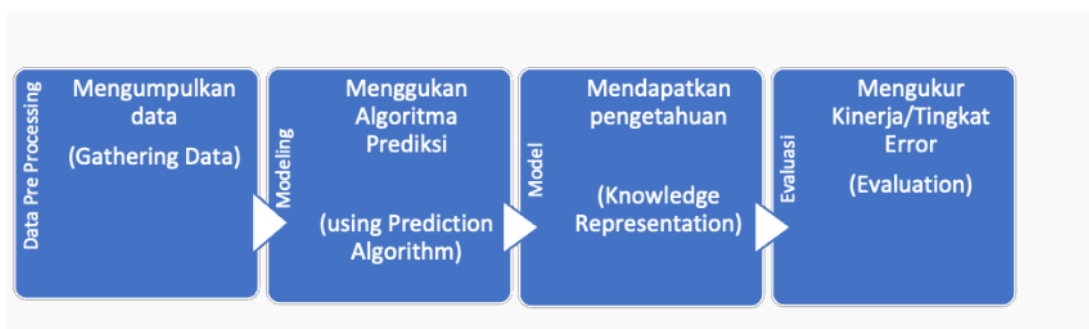 Data Pre Processing
Mengumpulkan
data
(Gathering Data)
Modeling
Menggukan
Algoritma
Prediksi
(using Prediction
Algorithm)
Model
Mendapatkan
pengetahuan
(Knowledge
Representation)
Evaluasi
Mengukur
Kinerja/Tingkat
Error
(Evaluation)